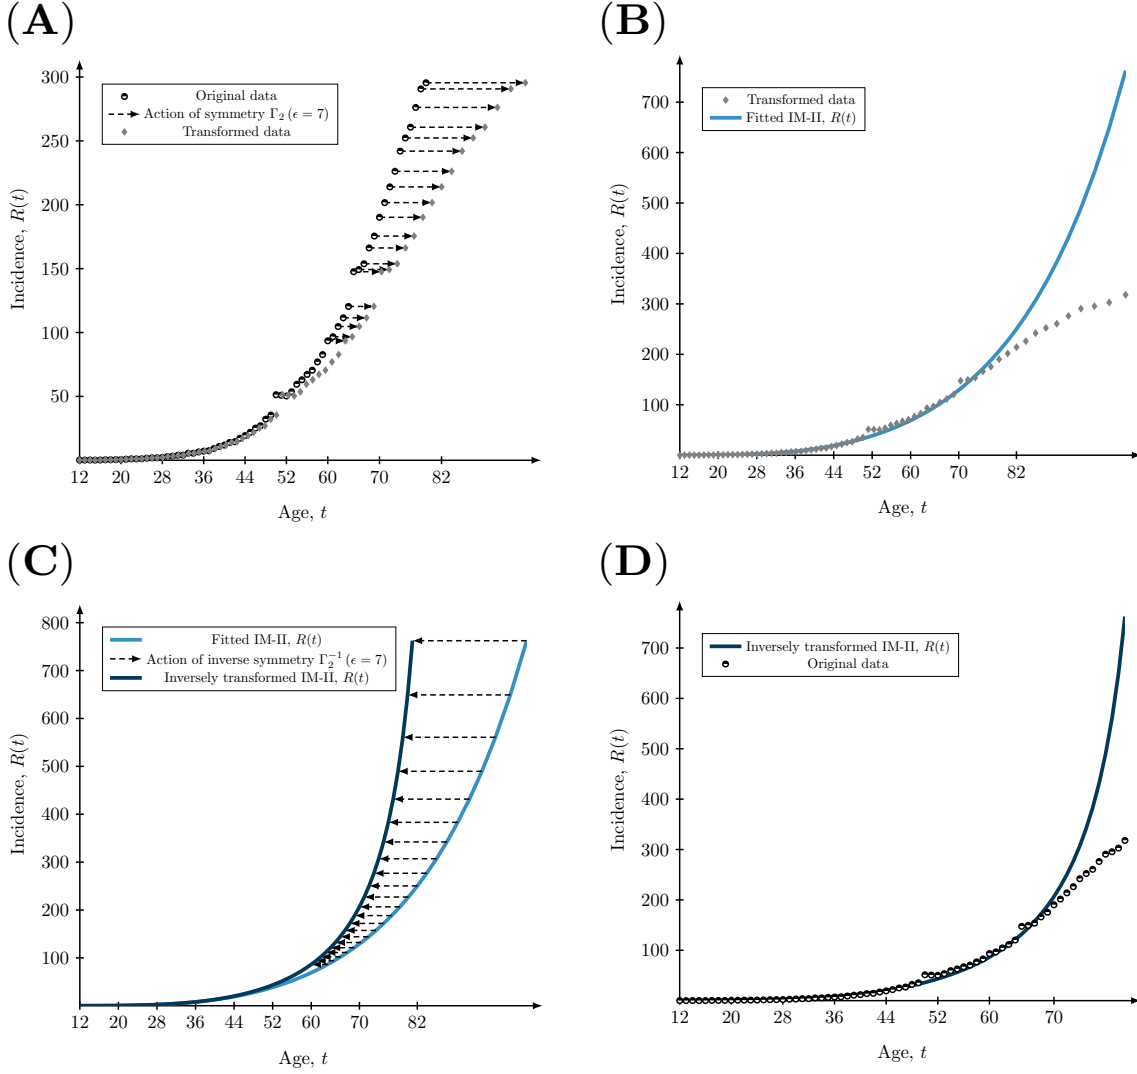 (A)
Original data
Action of symmetry Γ₂ (ϵ = 7)
Transformed data
Incidence, R(t)
300
250
200
150
100
50
12 20 28 36 44 52 60 70 82
Age, t
(B)
Transformed data
Fitted IM-II, R(t)
Incidence, R(t)
700
600
500
400
300
200
100
12 20 28 36 44 52 60 70 82
Age, t
(C)
Fitted IM-II, R(t)
Action of inverse symmetry Γ₂⁻¹ (ϵ = 7)
Inversely transformed IM-II, R(t)
Incidence, R(t)
800
700
600
500
400
300
200
100
12 20 28 36 44 52 60 70 82
Age, t
(D)
Inversely transformed IM-II, R(t)
Original data
Incidence, R(t)
700
600
500
400
300
200
100
12 20 28 36 44 52 60 70
Age, t